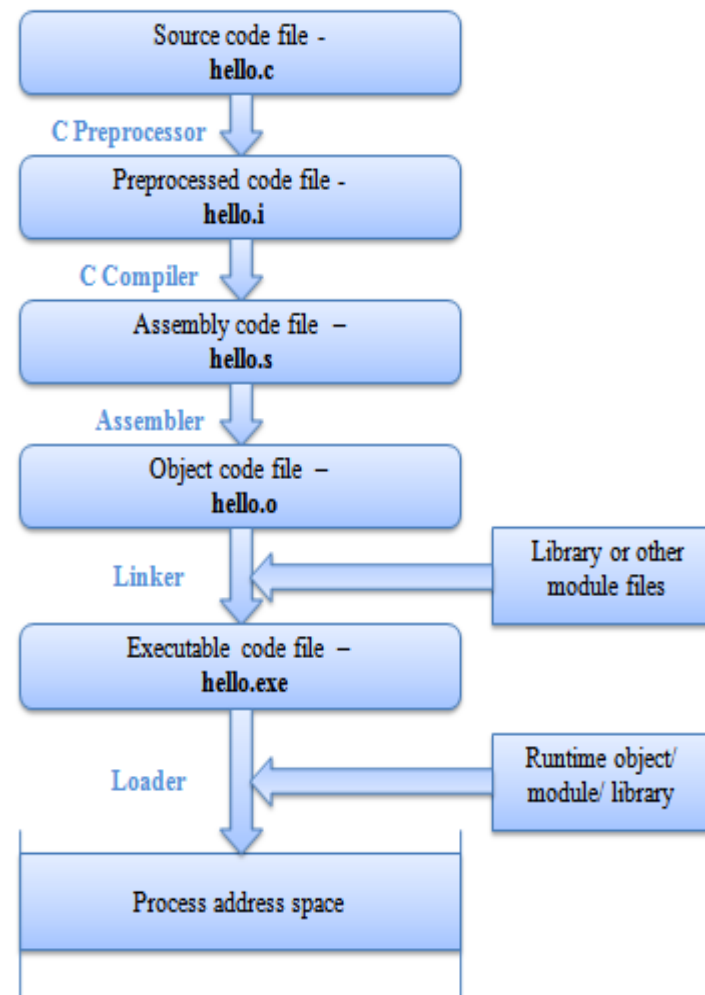 Source code file -
hello.c
C Preprocessor
Preprocessed code file -
hello.i
C Compiler
Assembly code file –
hello.s
Assembler
Object code file –
hello.o
Linker
Library or other
module files
Executable code file –
hello.exe
Loader
Runtime object/
module/ library
Process address space